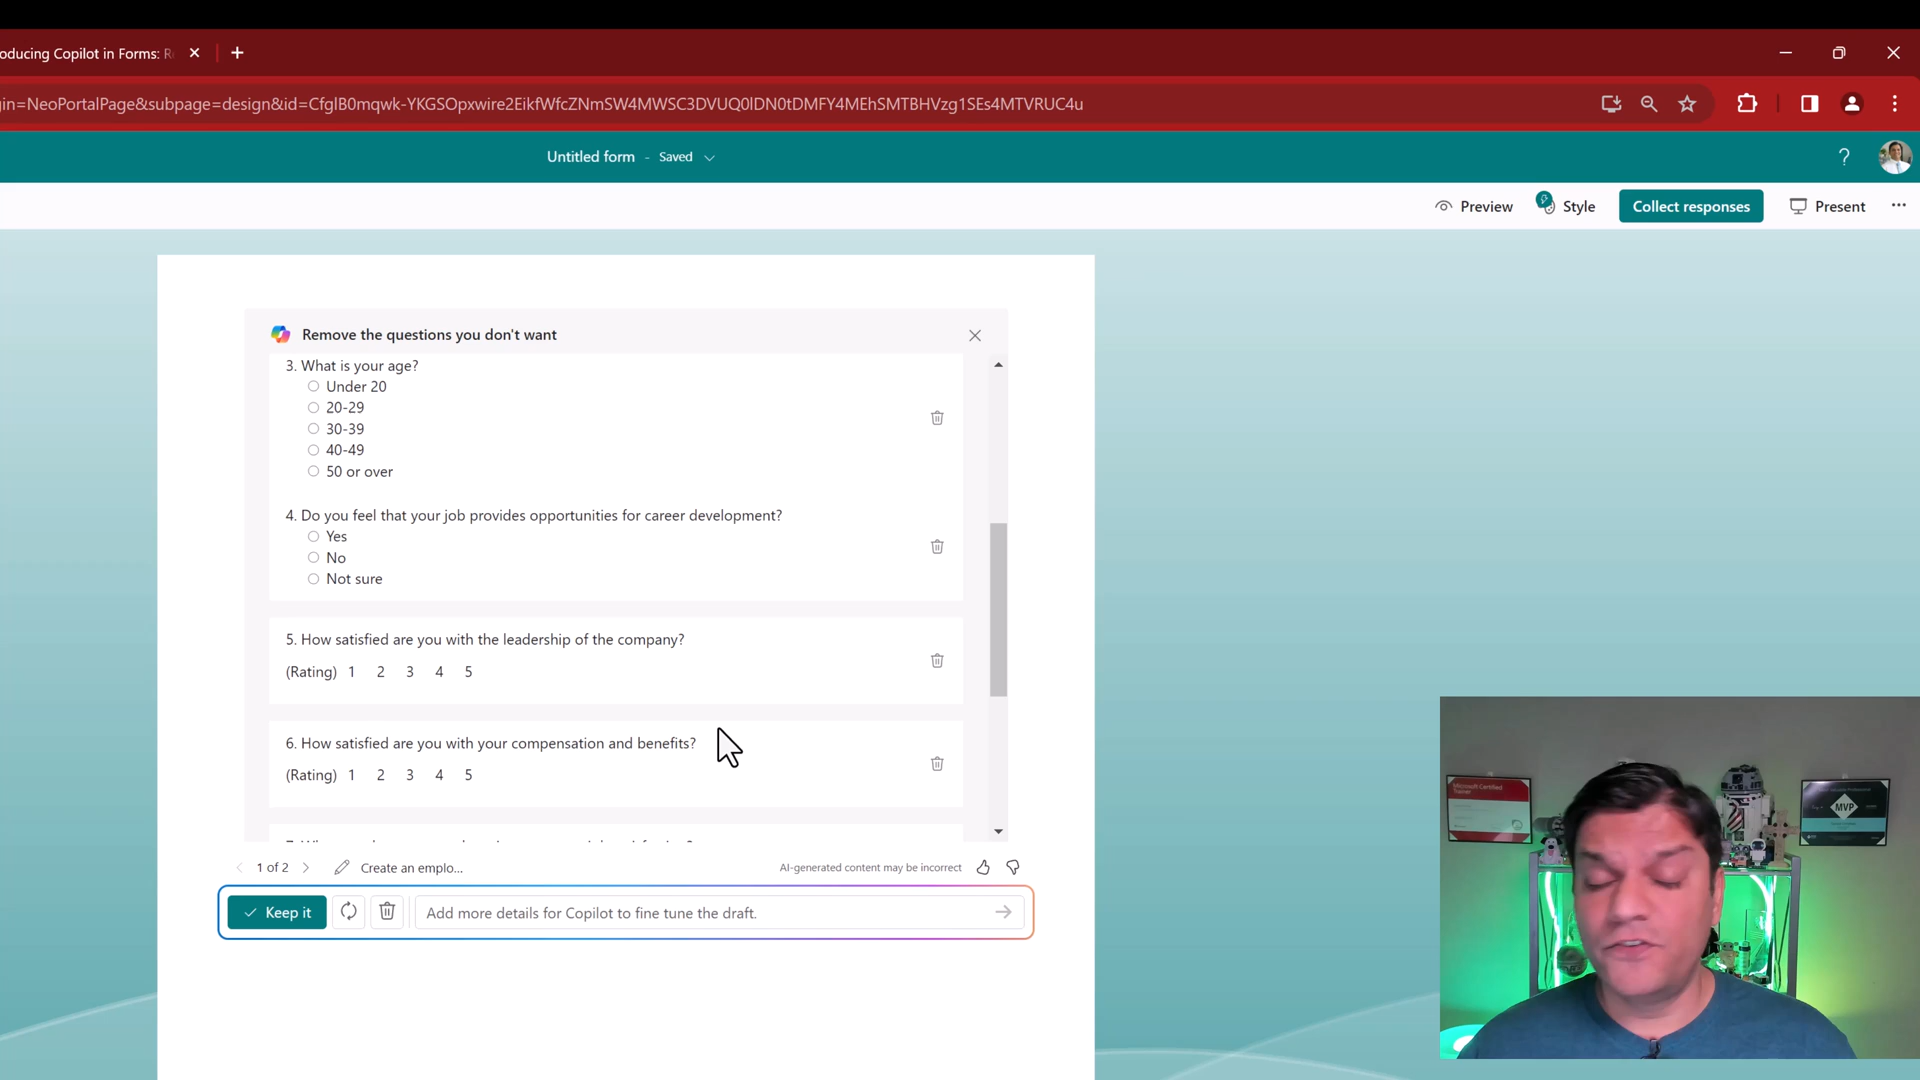 oducing Copilot in Forms: R
in=NeoPortalPage&subpage=design&id=CfglB0mqwk-YKGSOpxwire2EikfWfcZNmSW4MWSC3DVUQ0lDN0tDMFY4MEhSMTBHVzg1SEs4MTVRUC4u
Untitled form - Saved
?
Preview
Style
Collect responses
Present
Remove the questions you don't want
3. What is your age?
Under 20
20-29
30-39
40-49
50 or over
4. Do you feel that your job provides opportunities for career development?
Yes
No
Not sure
5. How satisfied are you with the leadership of the company?
(Rating) 1 2 3 4 5
6. How satisfied are you with your compensation and benefits?
(Rating) 1 2 3 4 5
1 of 2
Create an emplo...
AI-generated content may be incorrect
Keep it
Add more details for Copilot to fine tune the draft.
Microsoft Certified
Trainer
MVP